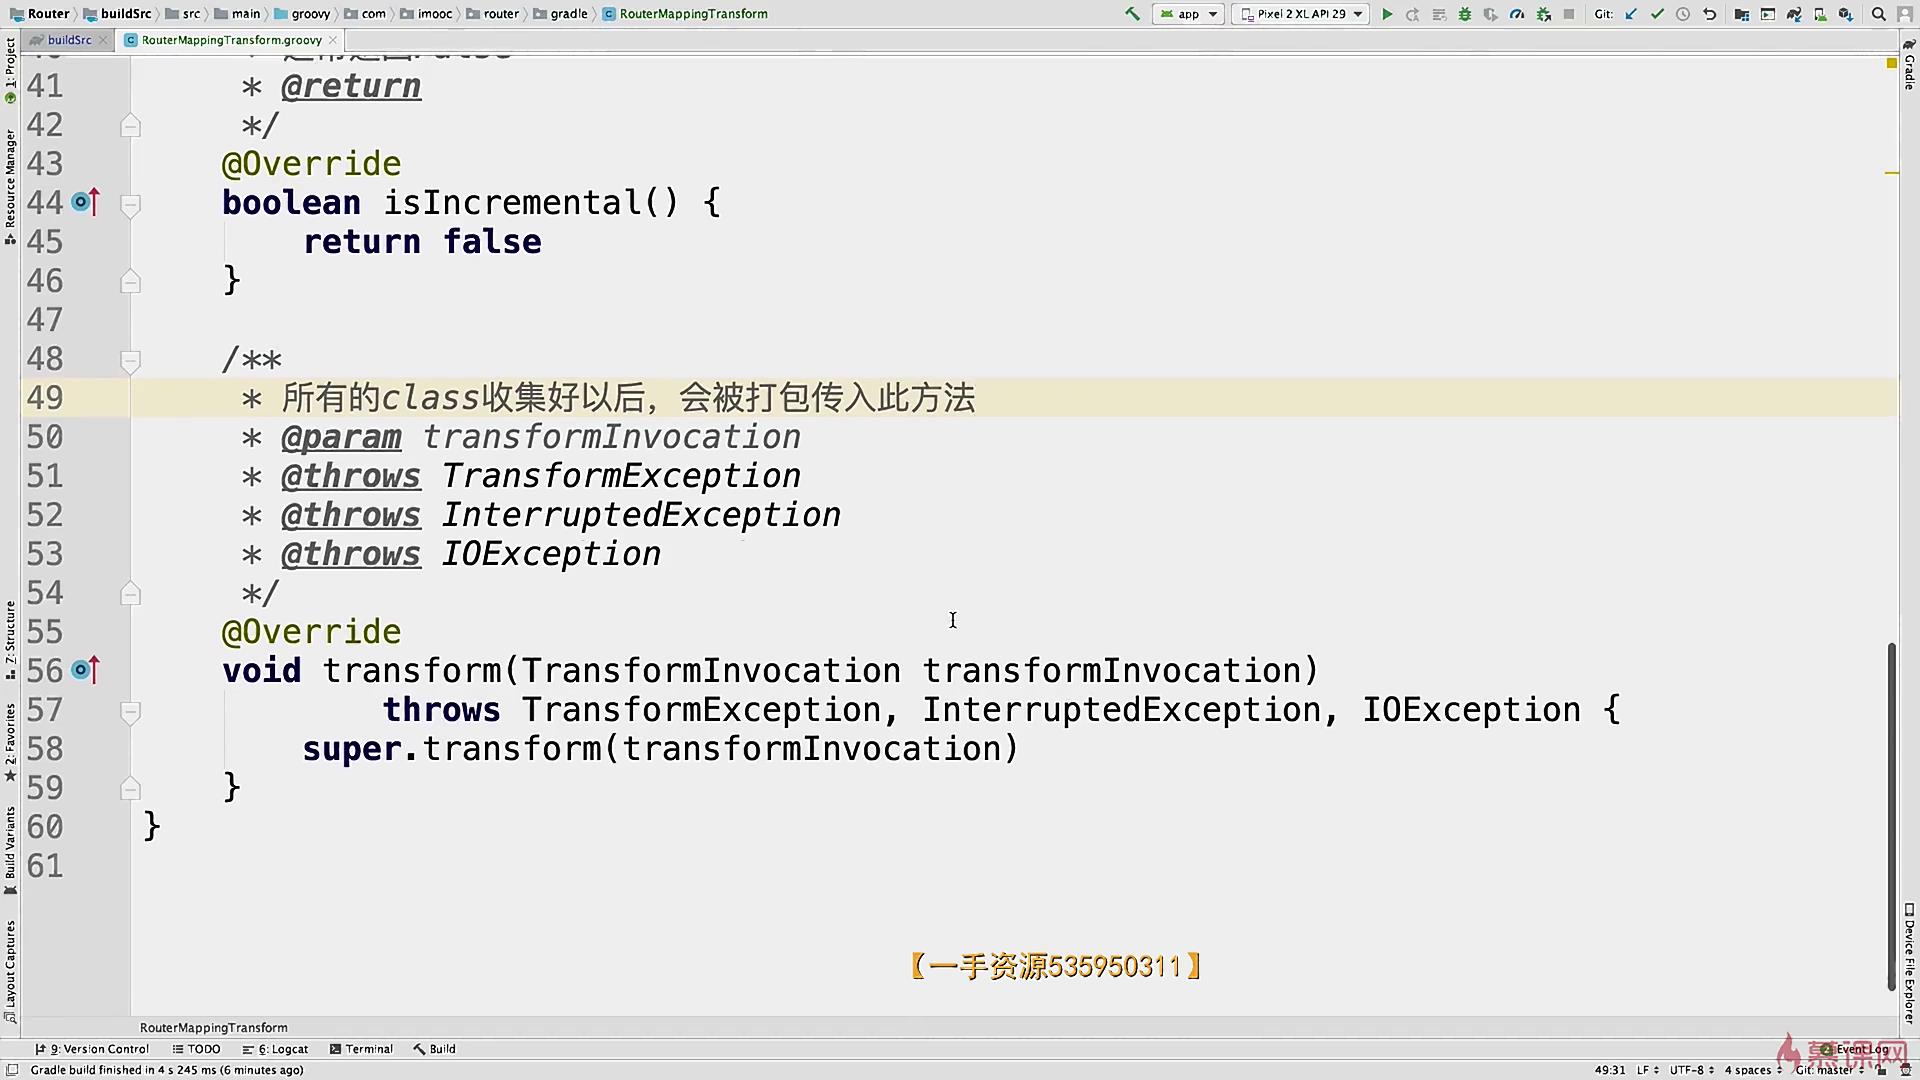 Router buildSrc src main groovy com imooc router gradle RouterMappingTransform
app Pixel 2 XL API 29 Git:
buildSrc RouterMappingTransform.groovy
1: Project
Resource Manager
Z: Structure
2: Favorites
Build Variants
Layout Captures
Gradle
Device File Explorer
41 * @return
42 */
43 @Override
44 boolean isIncremental() {
45 return false
46 }
47
48 /**
49 * 所有的class收集好以后，会被打包传入此方法
50 * @param transformInvocation
51 * @throws TransformException
52 * @throws InterruptedException
53 * @throws IOException
54 */
55 @Override
56 void transform(TransformInvocation transformInvocation)
57 throws TransformException, InterruptedException, IOException {
58 super.transform(transformInvocation)
59 }
60 }
61
【一手资源535950311】
RouterMappingTransform
9: Version Control TODO 6: Logcat Terminal Build Event Log
慕课网
Gradle build finished in 4 s 245 ms (6 minutes ago) 49:31 LF UTF-8 4 spaces Git: master